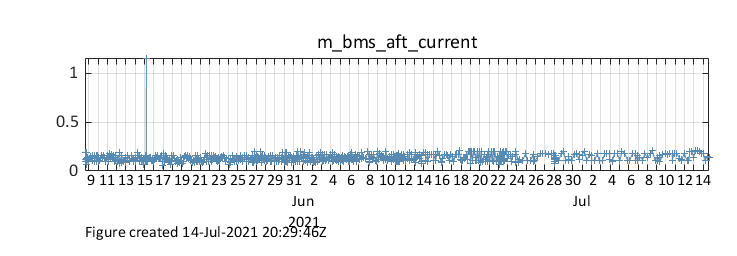 m_bms_aft_current
1
0.5
0
9 11 13 15 17 19 21 23 25 27 29 31 2 4 6 8 10 12 14 16 18 20 22 24 26 28 30 2 4 6 8 10 12 14
Jun Jul
2021
Figure created 14-Jul-2021 20:29:46Z